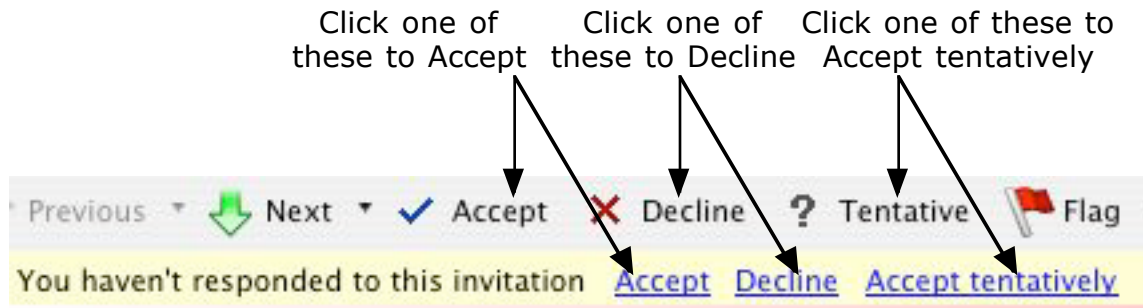 Click one of
these to Accept
Click one of
these to Decline
Click one of these to
Accept tentatively
Previous Next Accept Decline ? Tentative Flag
You haven't responded to this invitation Accept Decline Accept tentatively